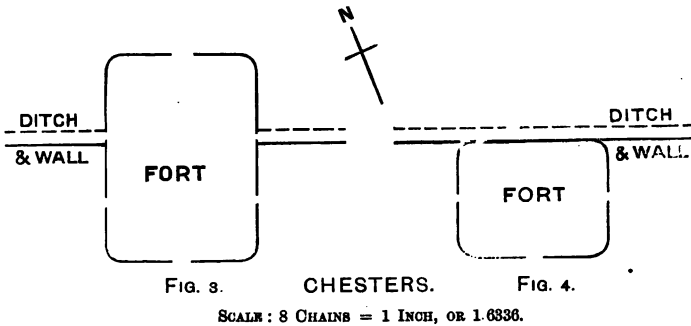 N
DITCH
& WALL
FORT
DITCH
& WALL
FORT
FIG. 3.
CHESTERS.
FIG. 4.
SCALE: 8 CHAINS = 1 INCH, OR 1.6336.